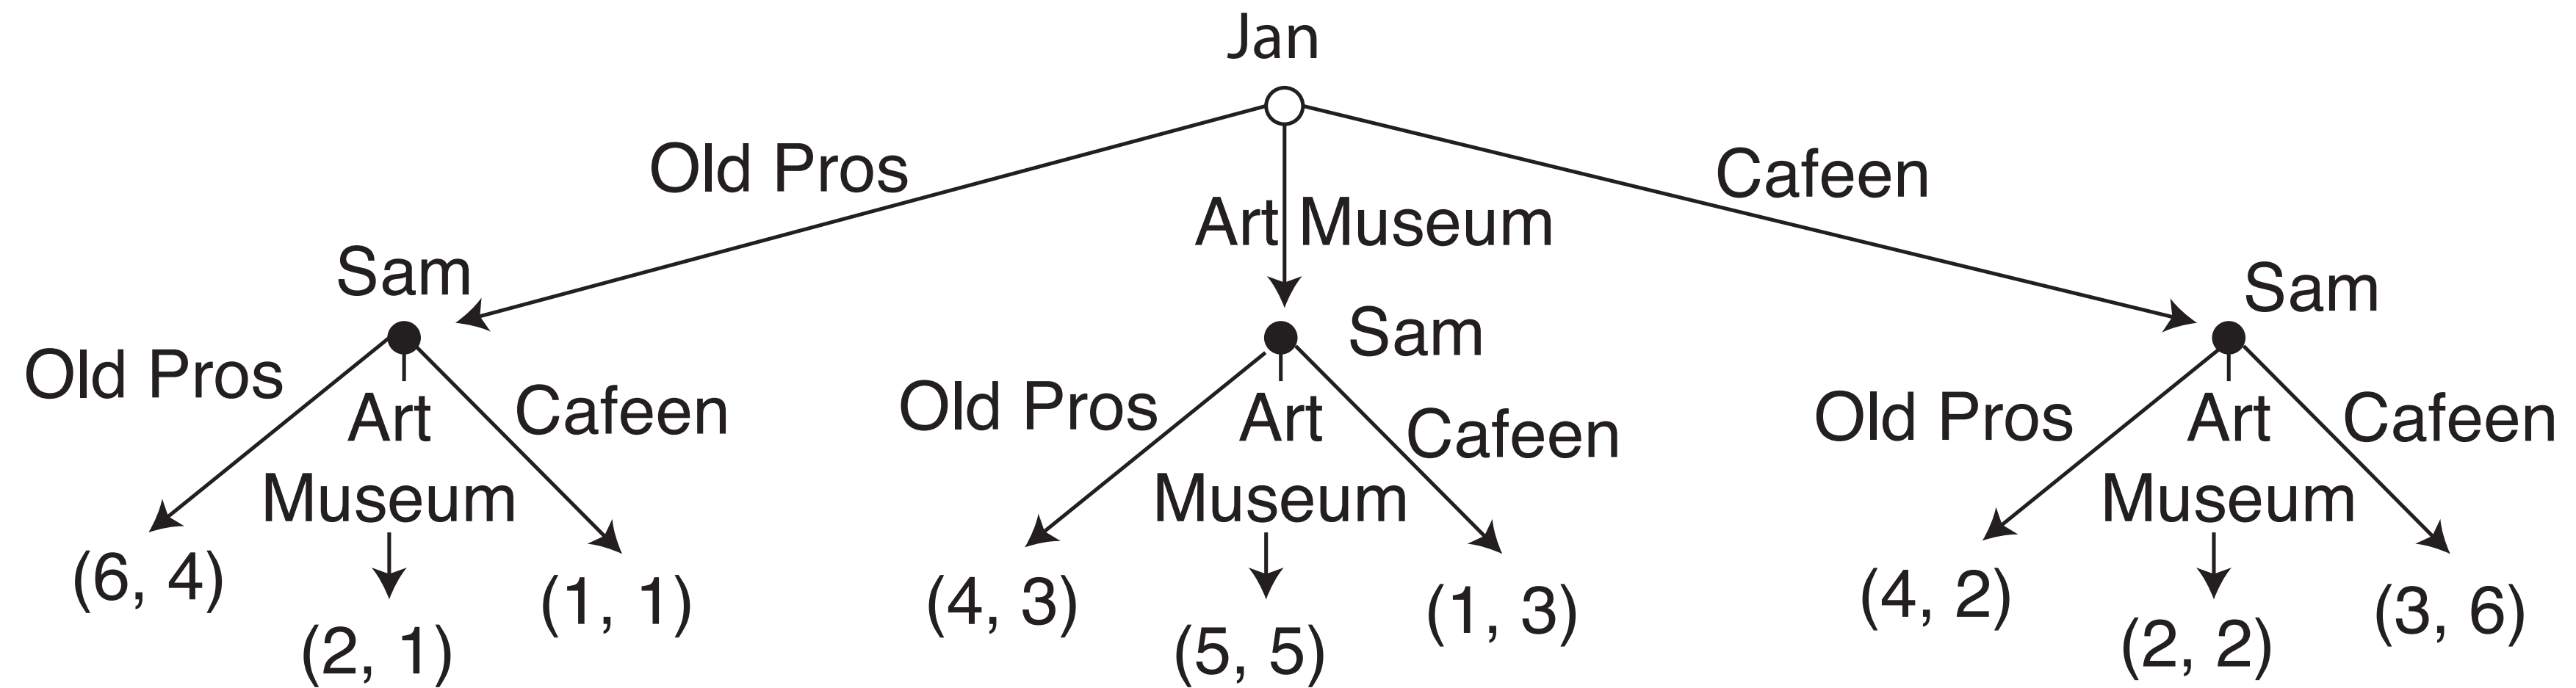 Jan
Old Pros
Art Museum
Cafeen
Sam
Old Pros
Art
Museum
Cafeen
(6, 4)
(2, 1)
(1, 1)
Sam
Old Pros
Art
Museum
Cafeen
(4, 3)
(5, 5)
(1, 3)
Sam
Old Pros
Art
Museum
Cafeen
(4, 2)
(2, 2)
(3, 6)